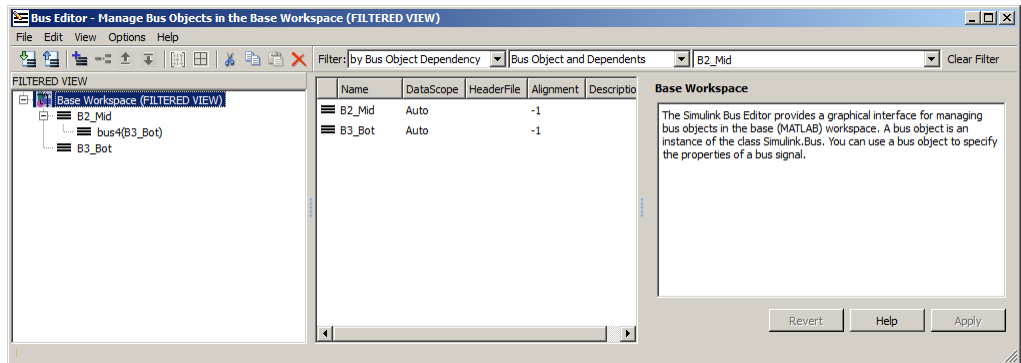 Bus Editor - Manage Bus Objects in the Base Workspace (FILTERED VIEW)
File Edit View Options Help
Filter: by Bus Object Dependency Bus Object and Dependents B2_Mid Clear Filter
FILTERED VIEW
Base Workspace (FILTERED VIEW)
B2_Mid
bus4(B3_Bot)
B3_Bot
Name DataScope HeaderFile Alignment Descriptio
B2_Mid Auto -1
B3_Bot Auto -1
Base Workspace
The Simulink Bus Editor provides a graphical interface for managing
bus objects in the base (MATLAB) workspace. A bus object is an
instance of the class Simulink.Bus. You can use a bus object to specify
the properties of a bus signal.
Revert Help Apply